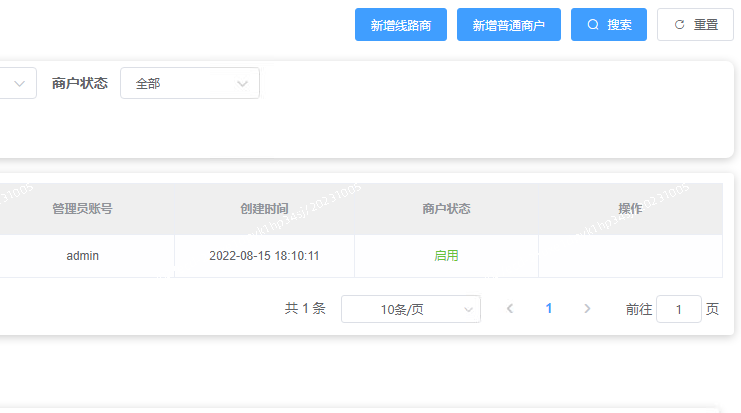 新增线路商 新增普通商户 搜索 重置
商户状态 全部
管理员账号 创建时间 商户状态 操作
admin 2022-08-15 18:10:11 启用
共 1 条 10条/页 1 前往 1 页